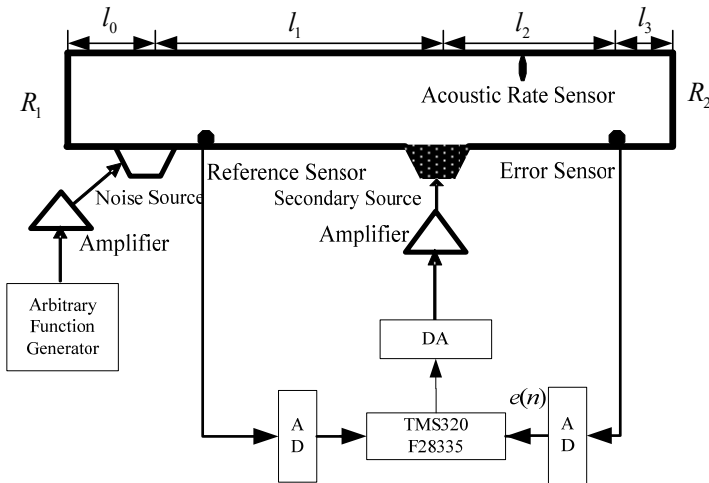 l0
l1
l2
l3
R1
R2
Acoustic Rate Sensor
Reference Sensor
Error Sensor
Noise Source
Secondary Source
Amplifier
Amplifier
Arbitrary
Function
Generator
DA
e(n)
A
D
TMS320
F28335
A
D